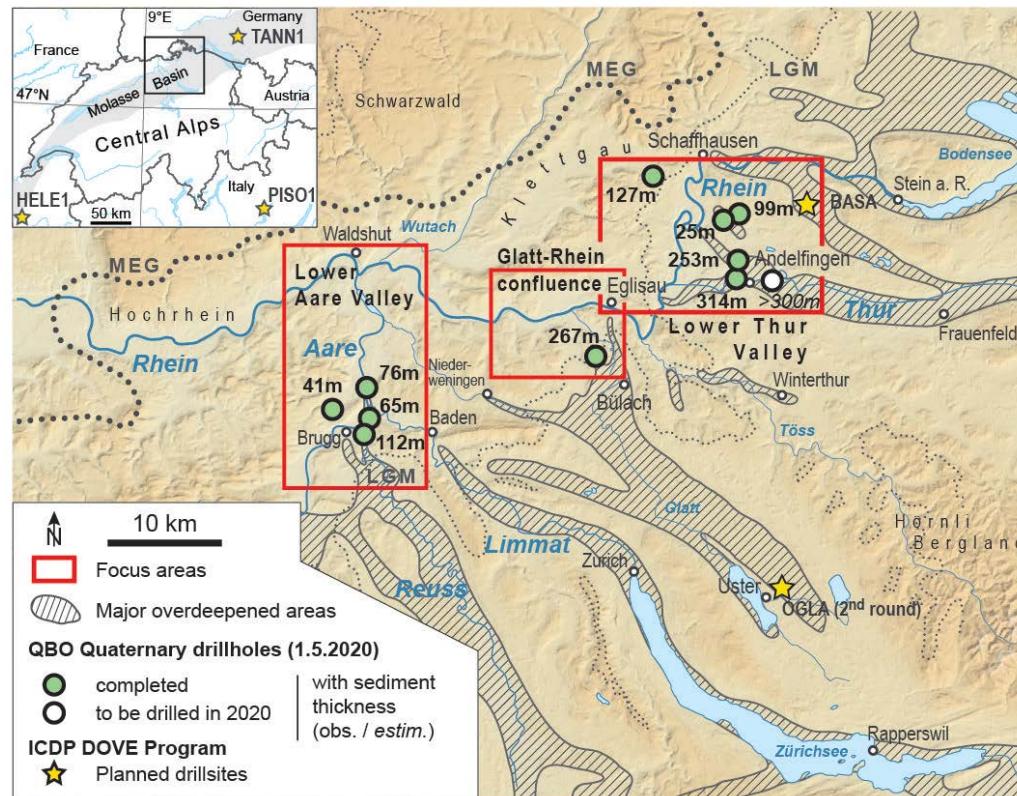 9°E
Germany
TANN1
France
47°N
Molasse
Basin
Austria
Central Alps
HELE1
Italy
PISO1
50 km
MEG
LGM
Schwarzwald
Klettgau
Schaffhausen
Bodensee
127m
Rhein
99m
BASA
Stein a. R.
25m
Wutach
Waldshut
MEG
Lower
Aare Valley
Glatt-Rhein
confluence
253m
Andelfingen
Eglisau
314m
>300m
Thur
Hochrhein
Lower Thur
Valley
Frauenfeld
Rhein
Aare
267m
Nieder-
weningen
76m
41m
65m
Winterthur
Bülach
Baden
Brugg
112m
Töss
LGM
Glatt
Hörnli
Bergland
Limmat
Zürich
Reuss
Uster
OGLA (2nd round)
Zürichsee
Rapperswil
N
10 km
Focus areas
Major overdeepened areas
QBO Quaternary drillholes (1.5.2020)
completed
to be drilled in 2020
with sediment
thickness
(obs. / estim.)
ICDP DOVE Program
Planned drillsites